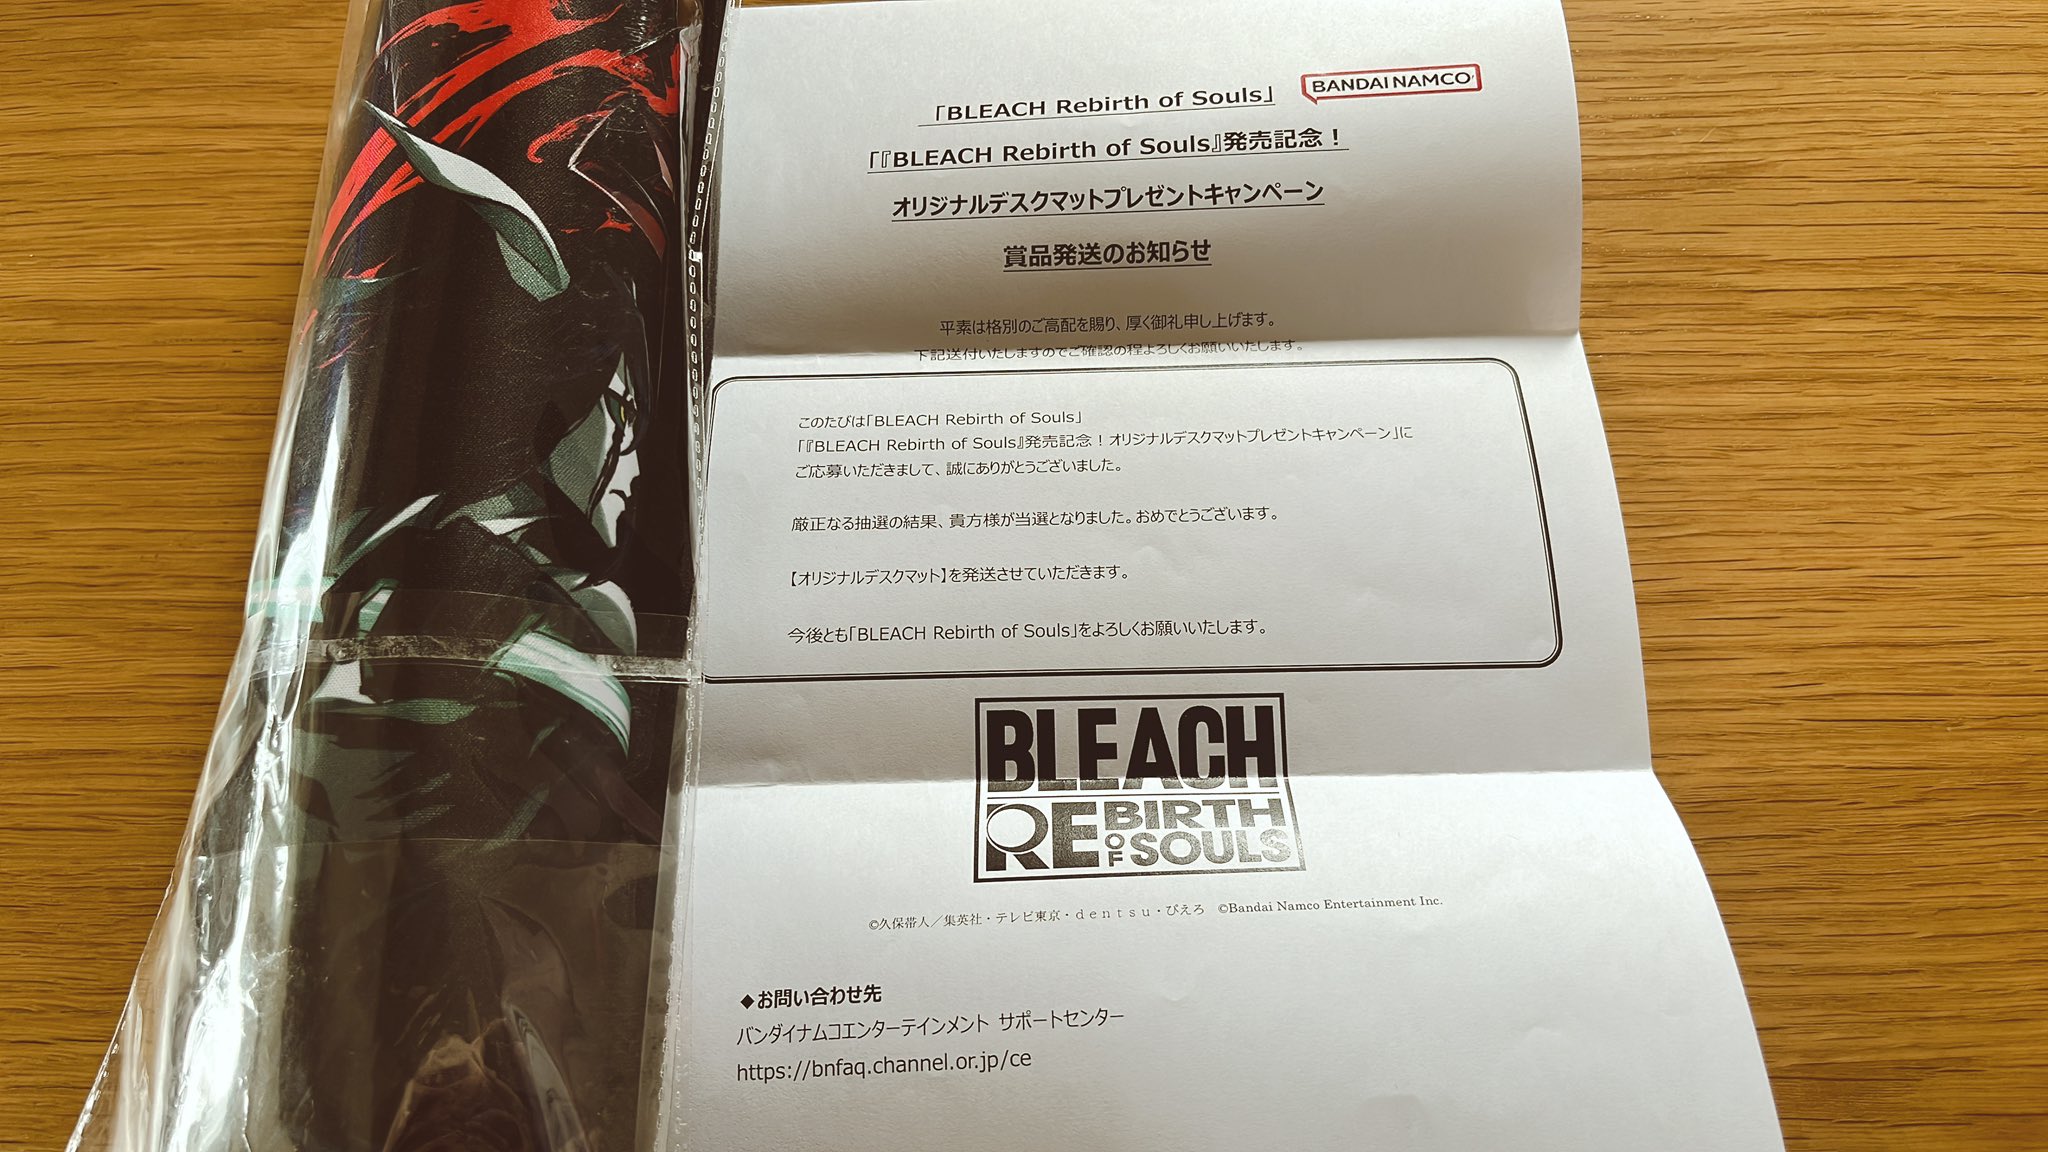 「BLEACH Rebirth of Souls」
BANDAI NAMCO
「『BLEACH Rebirth of Souls』発売記念！
オリジナルデスクマットプレゼントキャンペーン
賞品発送のお知らせ
平素は格別のご高配を賜り、厚く御礼申し上げます。
下記送付いたしますのでご確認の程よろしくお願いいたします。
このたびは「BLEACH Rebirth of Souls」
「『BLEACH Rebirth of Souls』発売記念！オリジナルデスクマットプレゼントキャンペーン」に
ご応募いただきまして、誠にありがとうございました。
厳正なる抽選の結果、貴方様が当選となりました。おめでとうございます。
【オリジナルデスクマット】を発送させていただきます。
今後とも「BLEACH Rebirth of Souls」をよろしくお願いいたします。
BLEACH
REBIRTH
OF SOULS
©久保帯人／集英社・テレビ東京・ｄｅｎｔｓｕ・ぴえろ ©Bandai Namco Entertainment Inc.
◆お問い合わせ先
バンダイナムコエンターテインメント サポートセンター
https://bnfaq.channel.or.jp/ce